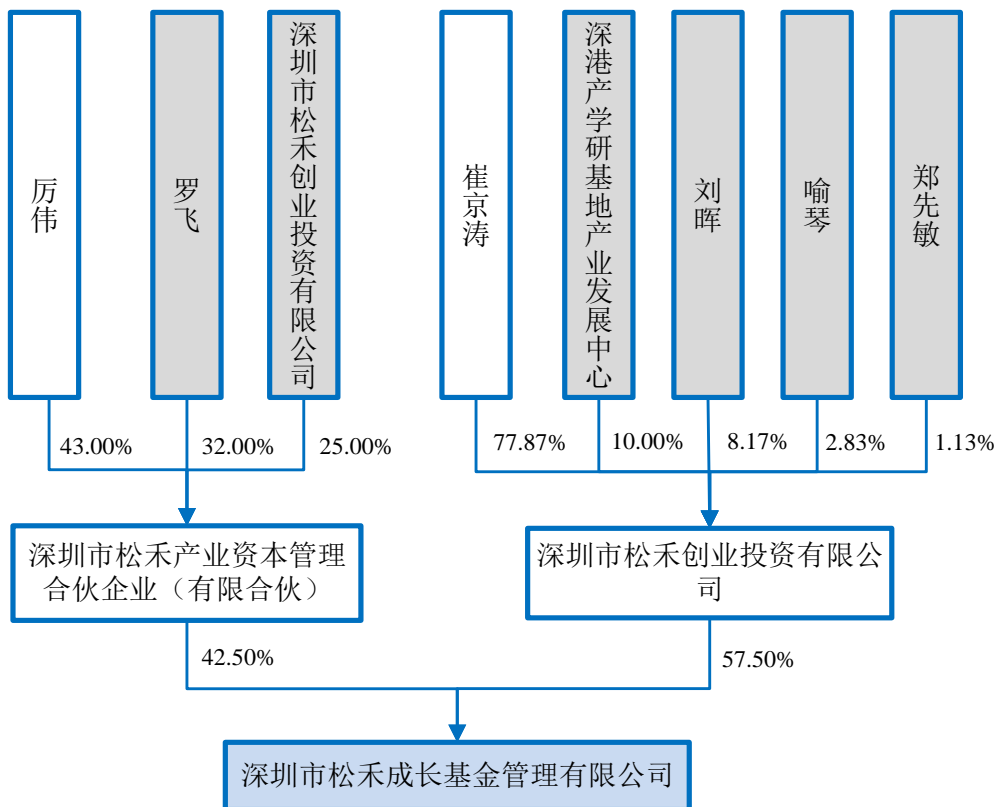 厉伟
罗飞
深圳市松禾创业投资有限公司
崔京涛
深港产学研基地产业发展中心
刘晖
喻琴
郑先敏
43.00%
32.00%
25.00%
77.87%
10.00%
8.17%
2.83%
1.13%
深圳市松禾产业资本管理
合伙企业（有限合伙）
深圳市松禾创业投资有限公
司
42.50%
57.50%
深圳市松禾成长基金管理有限公司